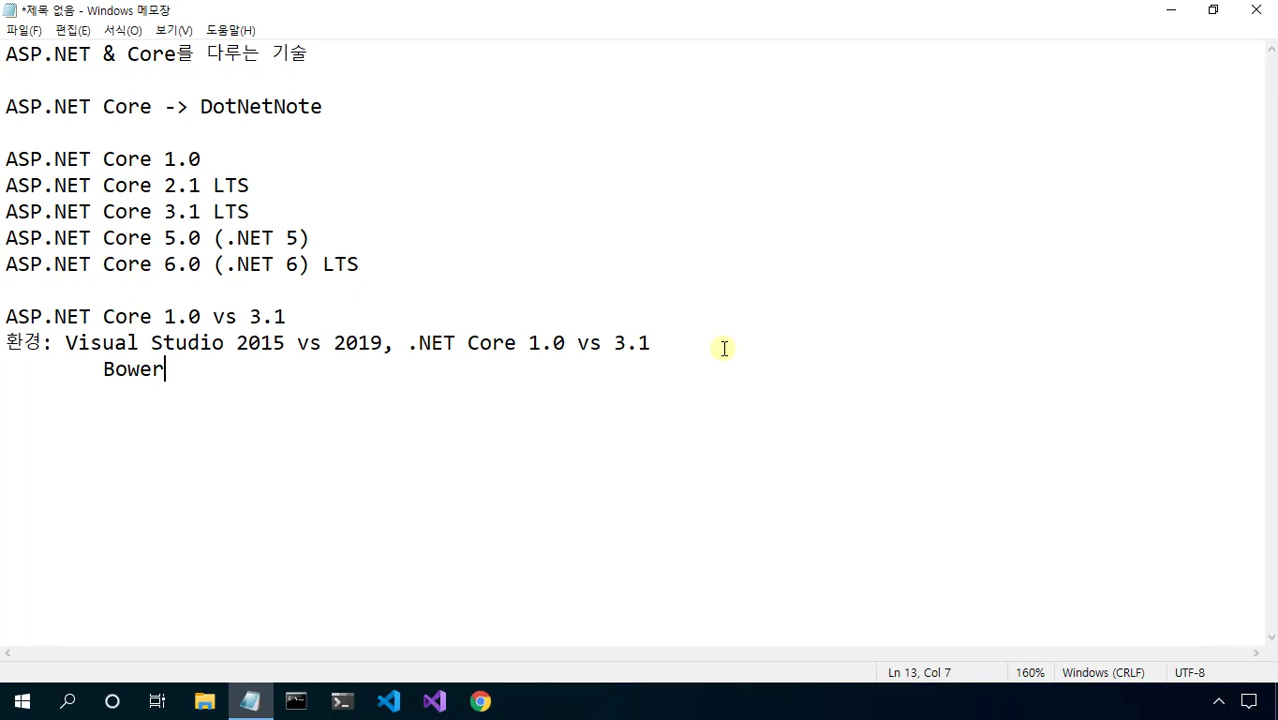 *제목 없음 - Windows 메모장
파일(F) 편집(E) 서식(O) 보기(V) 도움말(H)
ASP.NET & Core를 다루는 기술
ASP.NET Core -> DotNetNote
ASP.NET Core 1.0
ASP.NET Core 2.1 LTS
ASP.NET Core 3.1 LTS
ASP.NET Core 5.0 (.NET 5)
ASP.NET Core 6.0 (.NET 6) LTS
ASP.NET Core 1.0 vs 3.1
환경: Visual Studio 2015 vs 2019, .NET Core 1.0 vs 3.1
Bower
Ln 13, Col 7 160% Windows (CRLF) UTF-8